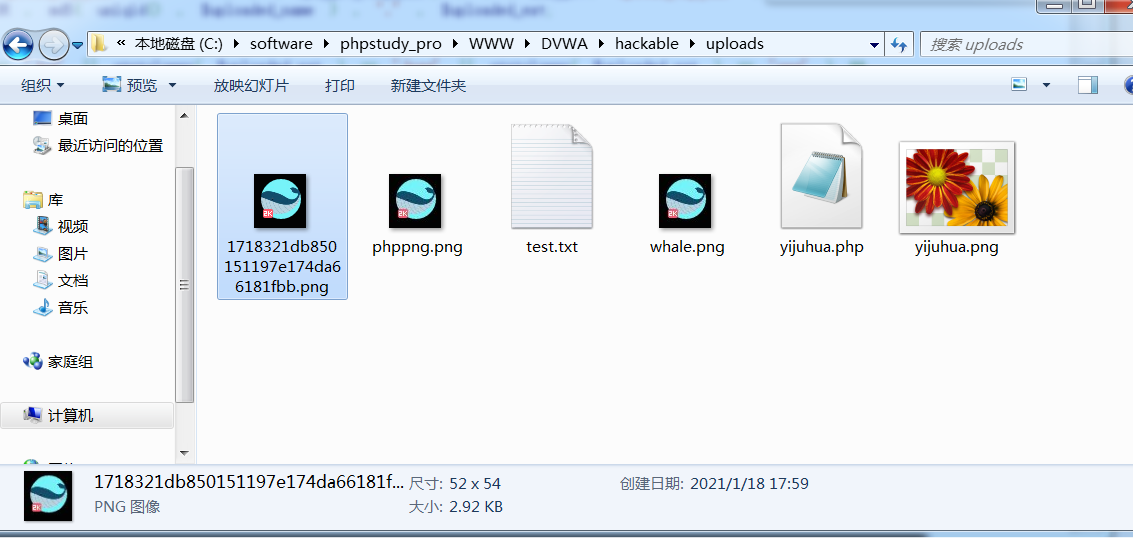 « 本地磁盘 (C:) software phpstudy_pro WWW DVWA hackable uploads
搜索 uploads
组织 预览 放映幻灯片 打印 新建文件夹
桌面
最近访问的位置
库
视频
图片
文档
音乐
家庭组
计算机
1718321db850
151197e174da6
6181fbb.png
phppng.png
test.txt
whale.png
yijuhua.php
yijuhua.png
1718321db850151197e174da66181f... 尺寸: 52 x 54 创建日期: 2021/1/18 17:59
PNG 图像 大小: 2.92 KB